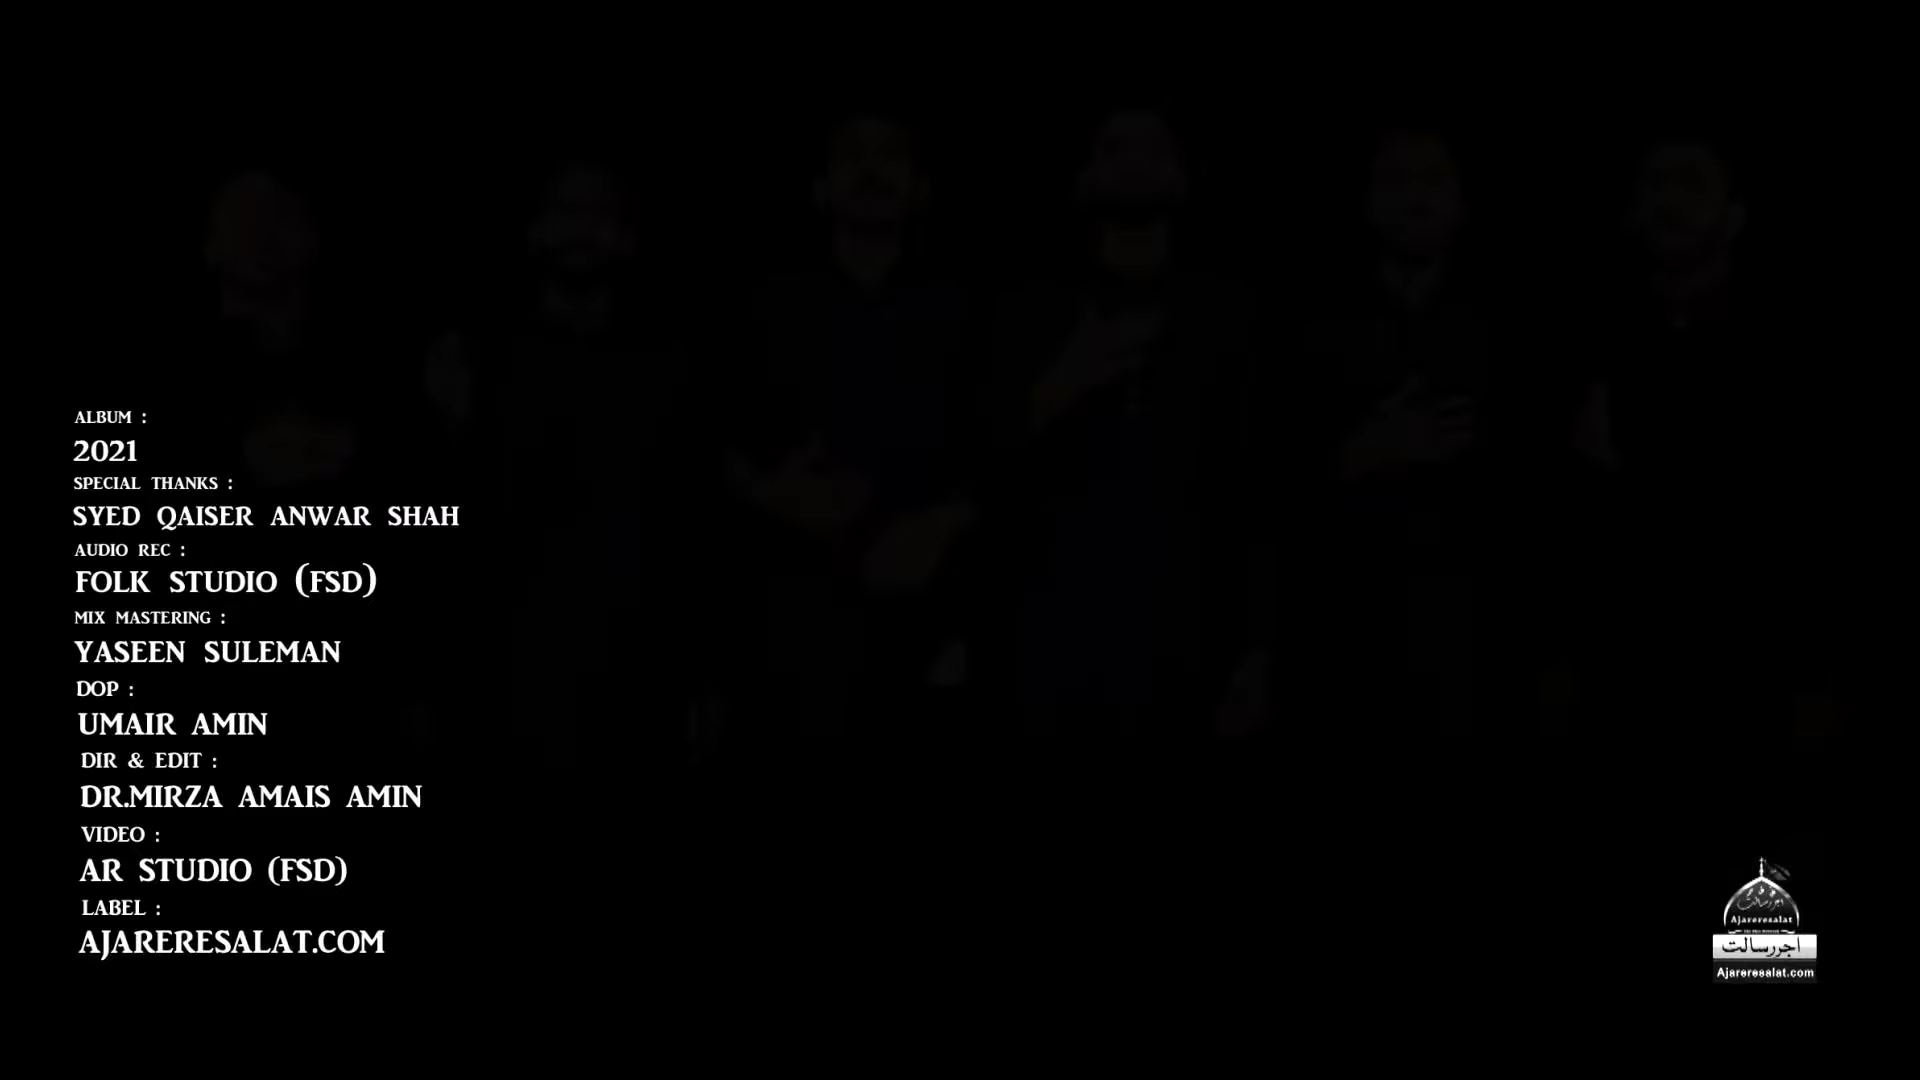 ALBUM :
2021
SPECIAL THANKS :
SYED QAISER ANWAR SHAH
AUDIO REC :
FOLK STUDIO (FSD)
MIX MASTERING :
YASEEN SULEMAN
DOP :
UMAIR AMIN
DIR & EDIT :
DR.MIRZA AMAIS AMIN
VIDEO :
AR STUDIO (FSD)
LABEL :
AJARERESALAT.COM
Ajareresalat
اجررسالت
Ajareresalat.com